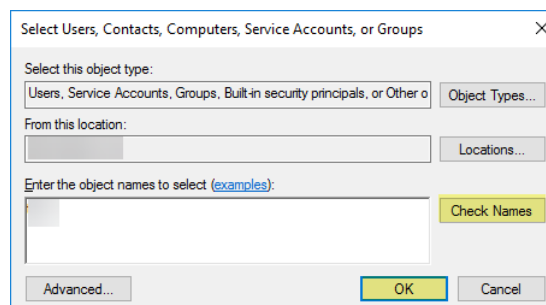 Select Users, Contacts, Computers, Service Accounts, or Groups
Select this object type:
Users, Service Accounts, Groups, Built-in security principals, or Other o
Object Types...
From this location:
Locations...
Enter the object names to select (examples):
Check Names
Advanced...
OK
Cancel